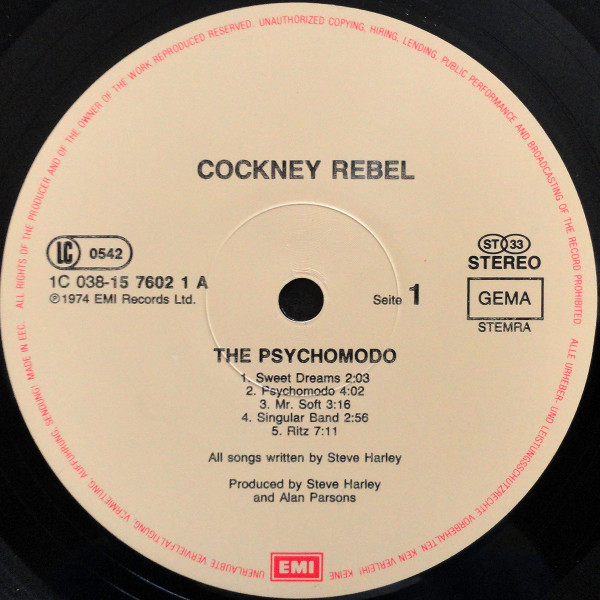 ALL RIGHTS OF THE PRODUCER AND OF THE OWNER OF THE WORK REPRODUCED RESERVED. UNAUTHORIZED COPYING, HIRING, LENDING, PUBLIC PERFORMANCE AND BROADCASTING OF THE RECORD PROHIBITED.
COCKNEY REBEL
LC 0542
1C 038-15 7602 1 A
℗1974 EMI Records Ltd.
ST 33
STEREO
GEMA
STEMRA
Seite 1
THE PSYCHOMODO
1. Sweet Dreams 2:03
2. Psychomodo 4:02
3. Mr. Soft 3:16
4. Singular Band 2:56
5. Ritz 7:11
All songs written by Steve Harley
Produced by Steve Harley
and Alan Parsons
EMI
ALLE URHEBER- UND LEISTUNGSSCHUTZRECHTE VORBEHALTEN. KEIN VERLEIH! KEINE UNERLAUBTE VERVIELFÄLTIGUNG, VERMIETUNG, AUFFÜHRUNG, SENDUNG! MADE IN EEC.